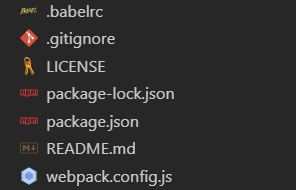 .babelrc
.gitignore
LICENSE
package-lock.json
package.json
README.md
webpack.config.js